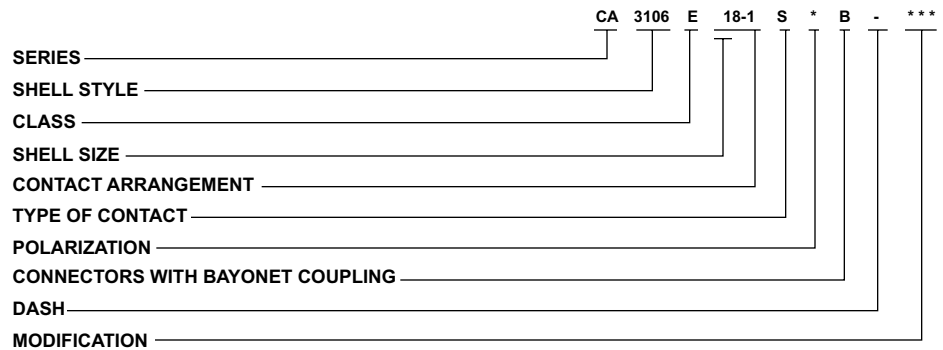 CA 3106 E 18-1 S * B - ***
SERIES
SHELL STYLE
CLASS
SHELL SIZE
CONTACT ARRANGEMENT
TYPE OF CONTACT
POLARIZATION
CONNECTORS WITH BAYONET COUPLING
DASH
MODIFICATION